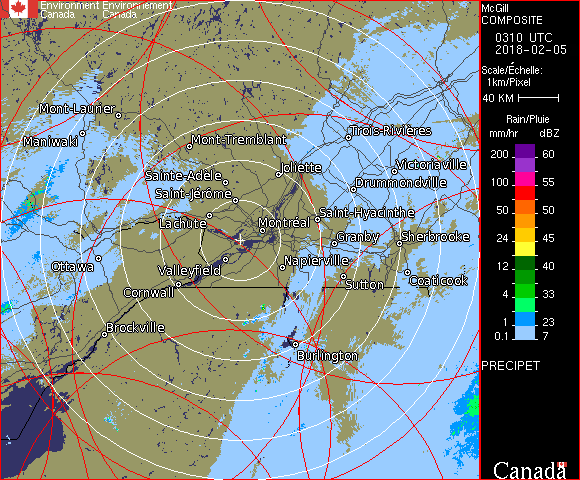 Environment Environnement
Canada Canada
McGill
COMPOSITE
0310 UTC
2018-02-05
Scale/Échelle:
1km/Pixel
40 KM
Rain/Pluie
mm/hr dBZ
200 60
100 55
50 50
24 45
12 40
4 33
1 23
0.1 7
PRECIPET
Canada
Mont-Laurier
Maniwaki
Mont-Tremblant
Trois-Rivières
Sainte-Adèle
Joliette
Victoriaville
Saint-Jérôme
Drummondville
Lachute
Montréal
Saint-Hyacinthe
Granby
Sherbrooke
Ottawa
Valleyfield
Napierville
Cornwall
Sutton
Coaticook
Brockville
Burlington